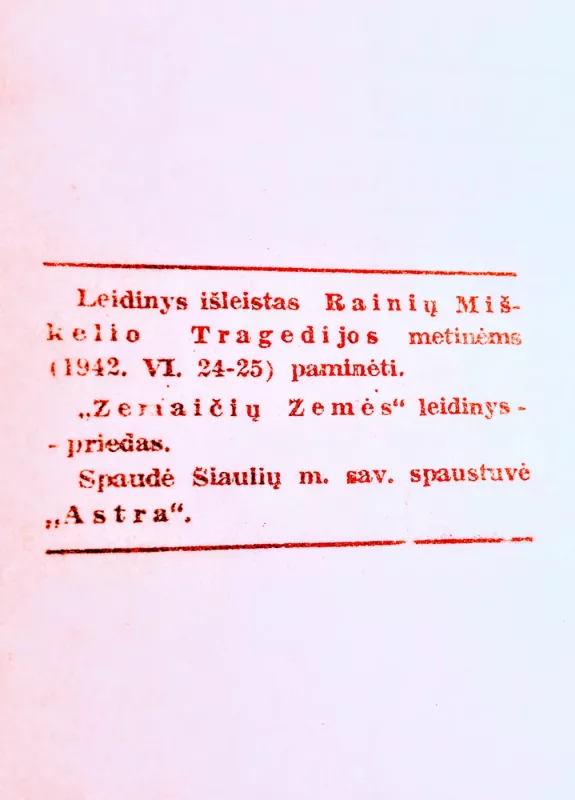 Leidinys išleistas Rainių Miš-
kelio Tragedijos metinėms
(1942. VI. 24-25) paminėti.
„Žemaičių Žemės“ leidinys-
- priedas.
Spaudė Šiaulių m. sav. spaustuvė
„Astra“.